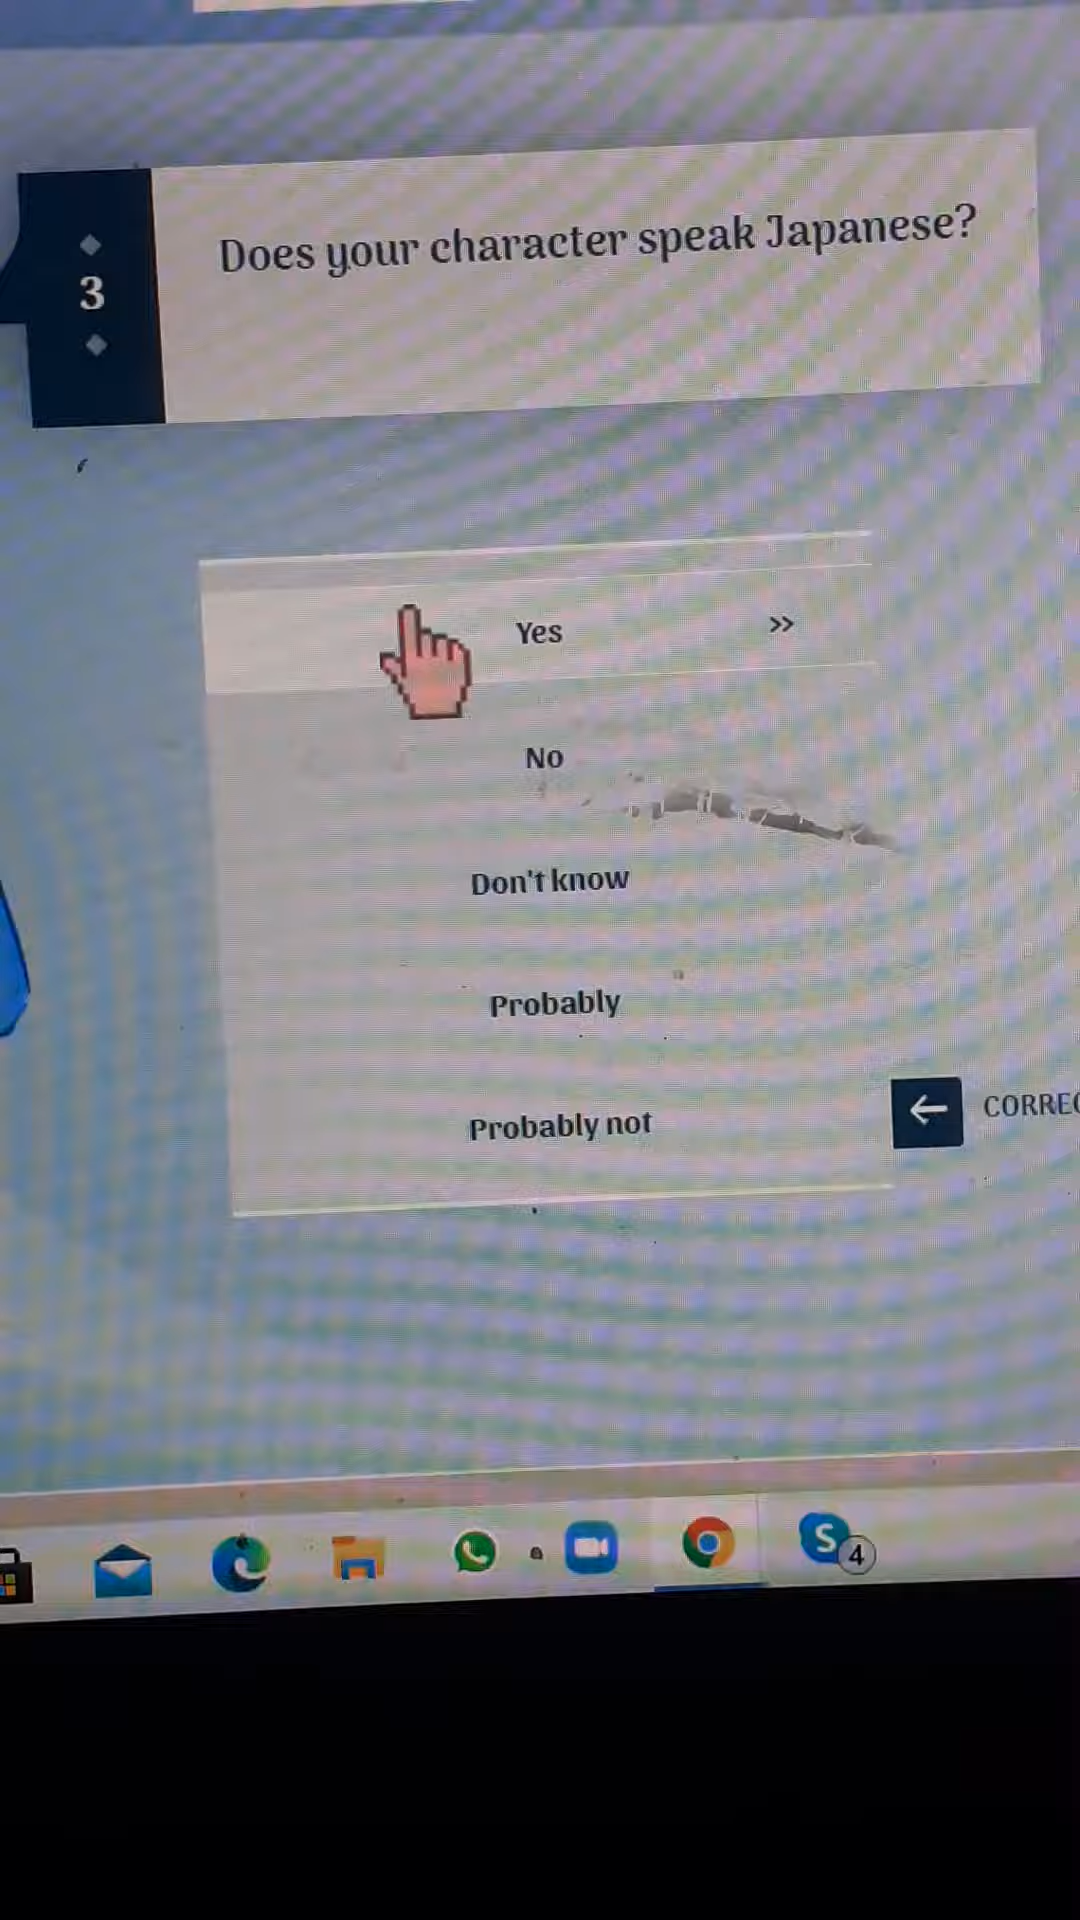 3
Does your character speak Japanese?
Yes >>
No
Don't know
Probably
Probably not
CORREC
S
4